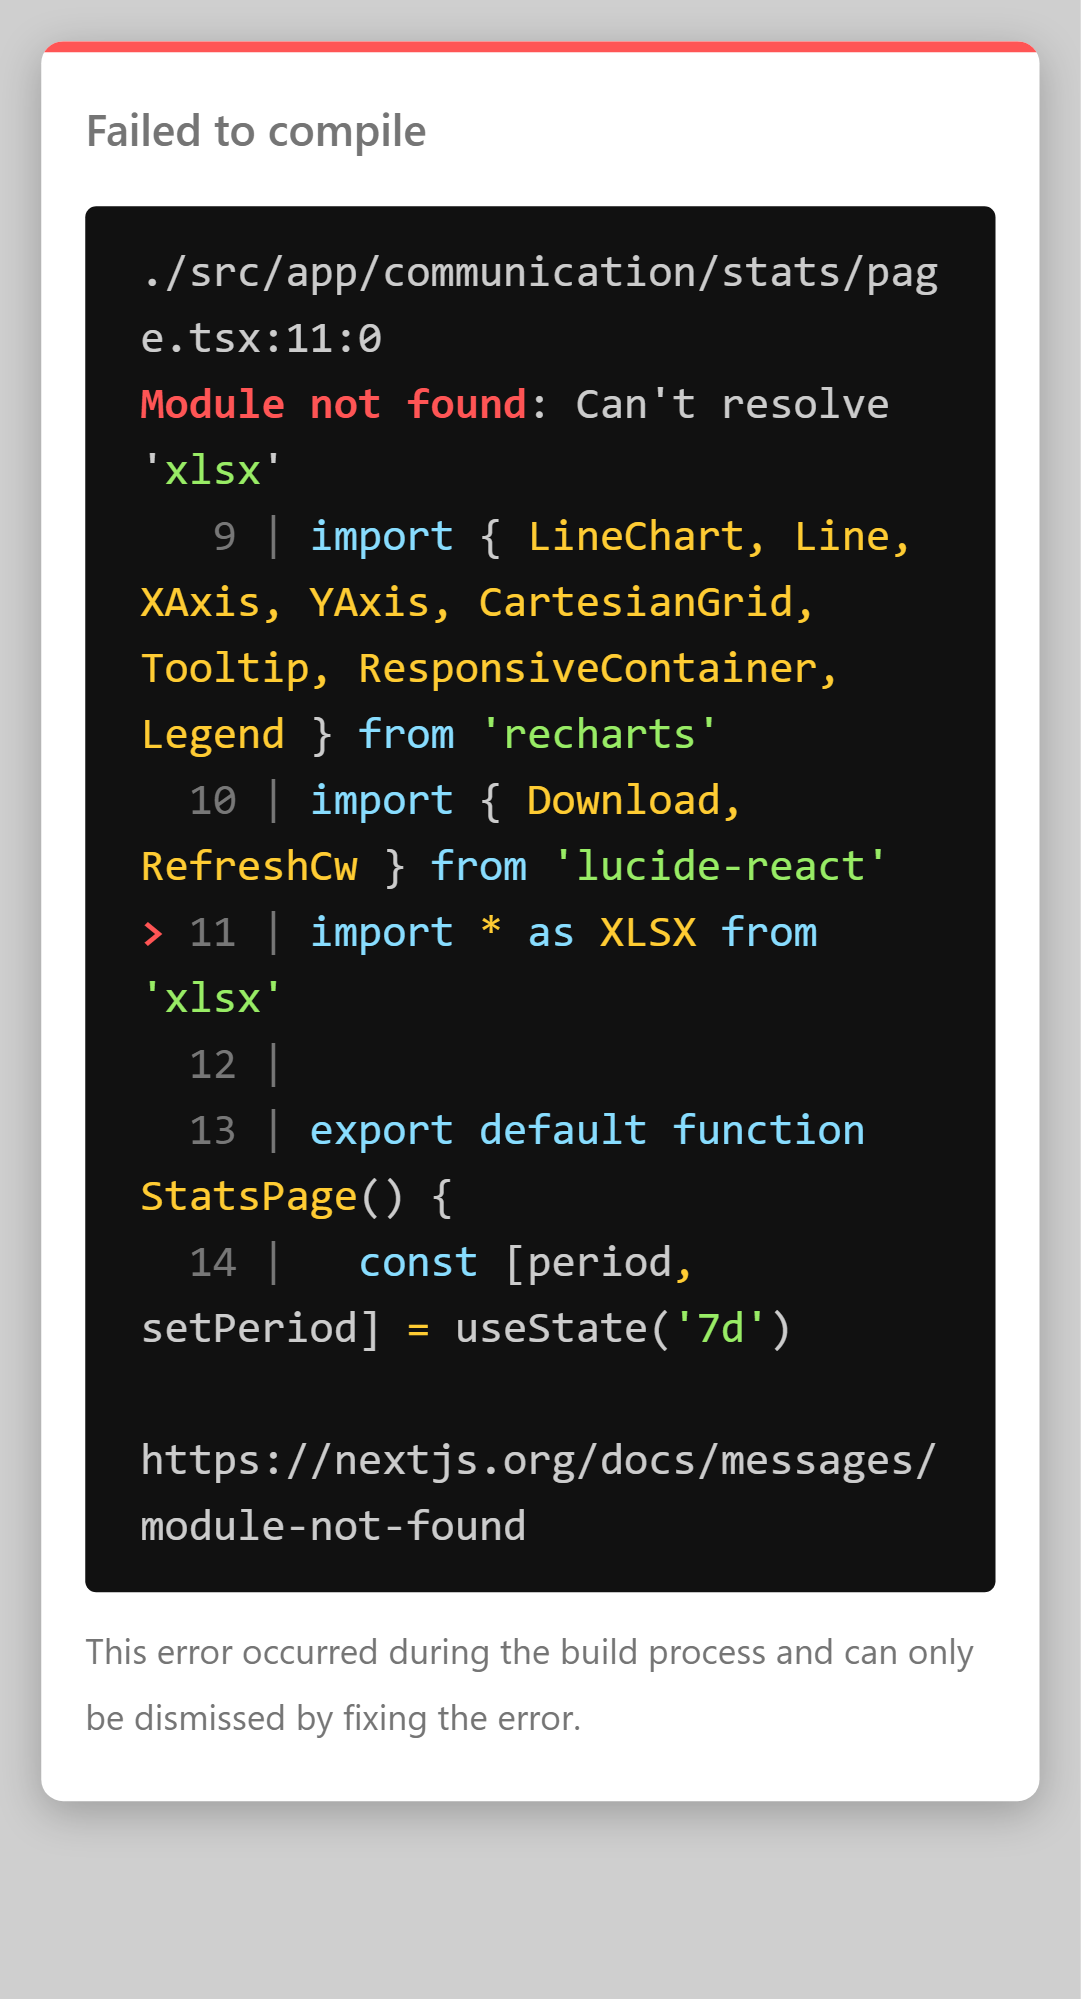 Failed to compile
./src/app/communication/stats/pag
e.tsx:11:0
Module not found: Can't resolve
'xlsx'
   9 | import { LineChart, Line,
XAxis, YAxis, CartesianGrid,
Tooltip, ResponsiveContainer,
Legend } from 'recharts'
  10 | import { Download,
RefreshCw } from 'lucide-react'
> 11 | import * as XLSX from
'xlsx'
  12 |
  13 | export default function
StatsPage() {
  14 |   const [period,
setPeriod] = useState('7d')
https://nextjs.org/docs/messages/
module-not-found
This error occurred during the build process and can only
be dismissed by fixing the error.